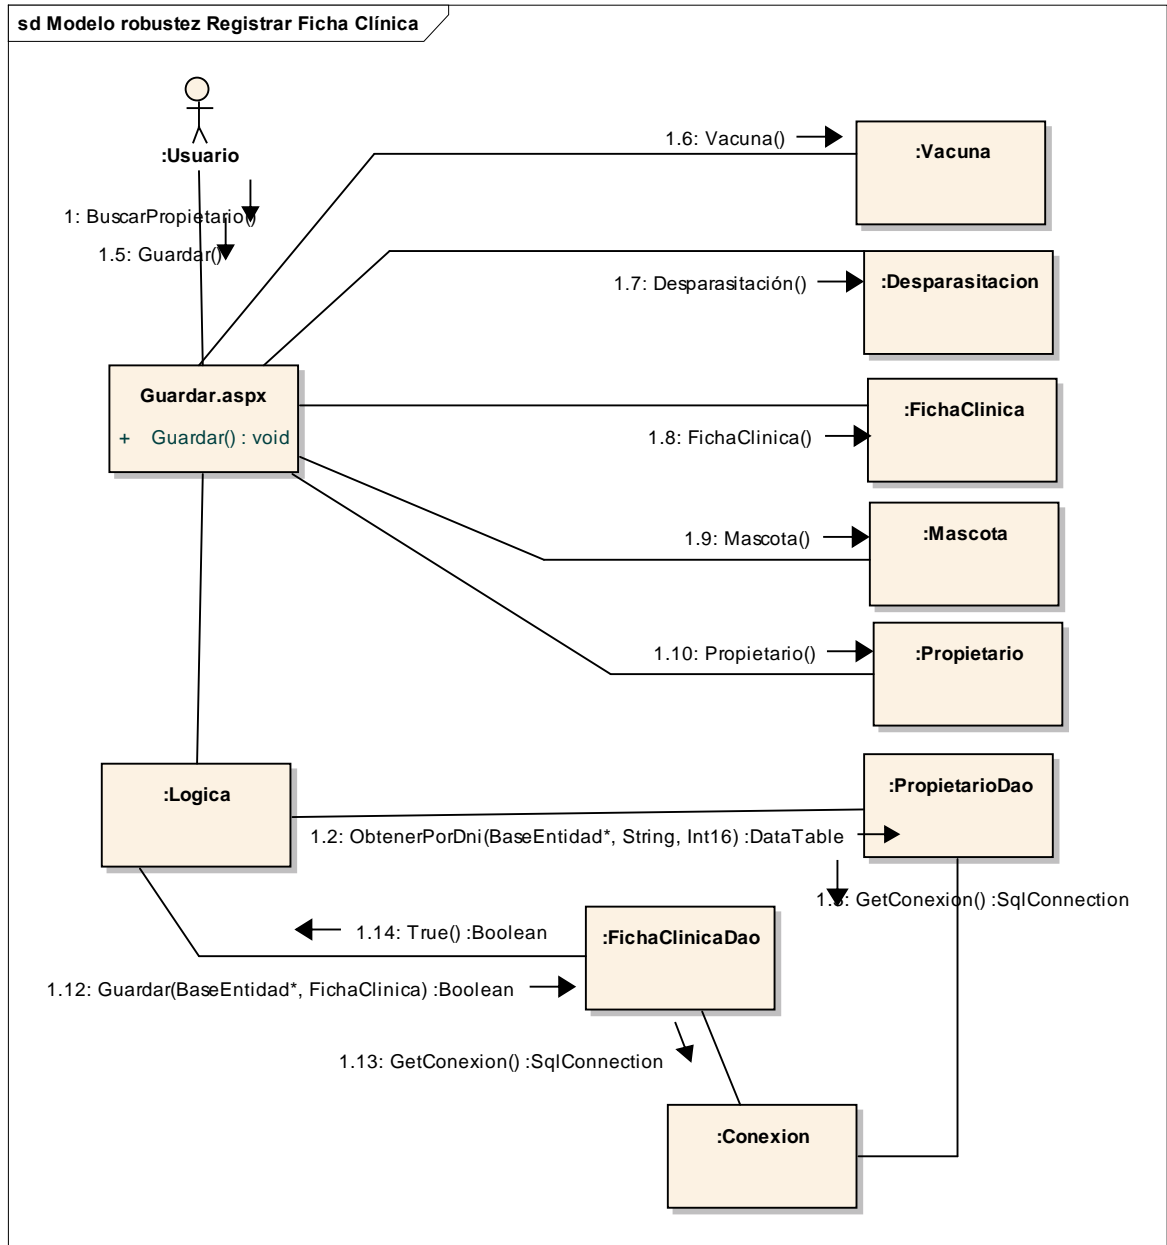 sd Modelo robustez Registrar Ficha Clínica
:Usuario
1: BuscarPropietario()
1.5: Guardar()
1.6: Vacuna()
:Vacuna
1.7: Desparasitación()
:Desparasitacion
Guardar.aspx
+ Guardar() : void
:FichaClinica
1.8: FichaClinica()
1.9: Mascota()
:Mascota
1.10: Propietario()
:Propietario
:Logica
:PropietarioDao
1.2: ObtenerPorDni(BaseEntidad*, String, Int16) :DataTable
1.3: GetConexion() :SqlConnection
1.14: True() :Boolean
:FichaClinicaDao
1.12: Guardar(BaseEntidad*, FichaClinica) :Boolean
1.13: GetConexion() :SqlConnection
:Conexion